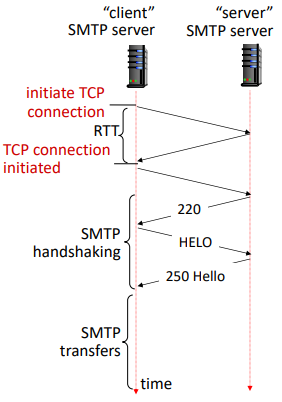 “client”
SMTP server
“server”
SMTP server
initiate TCP
connection
RTT
TCP connection
initiated
220
SMTP
handshaking
HELO
250 Hello
SMTP
transfers
time